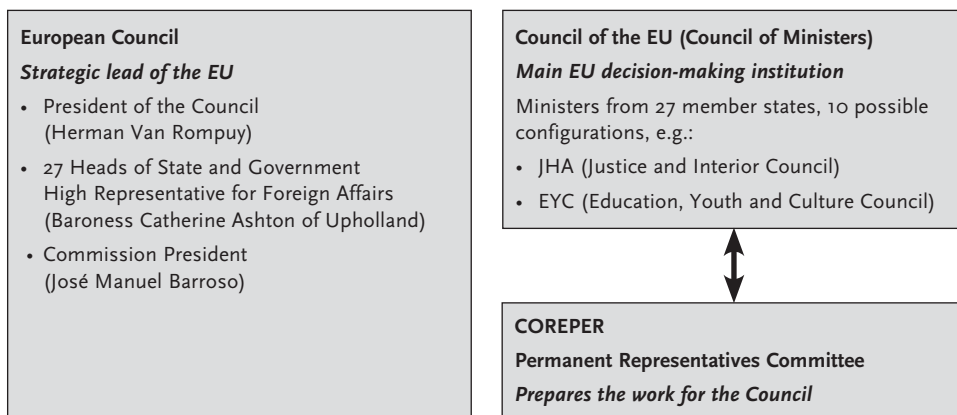 European Council
Strategic lead of the EU
• President of the Council
(Herman Van Rompuy)
• 27 Heads of State and Government
High Representative for Foreign Affairs
(Baroness Catherine Ashton of Upholland)
• Commission President
(José Manuel Barroso)
Council of the EU (Council of Ministers)
Main EU decision-making institution
Ministers from 27 member states, 10 possible
configurations, e.g.:
• JHA (Justice and Interior Council)
• EYC (Education, Youth and Culture Council)
COREPER
Permanent Representatives Committee
Prepares the work for the Council